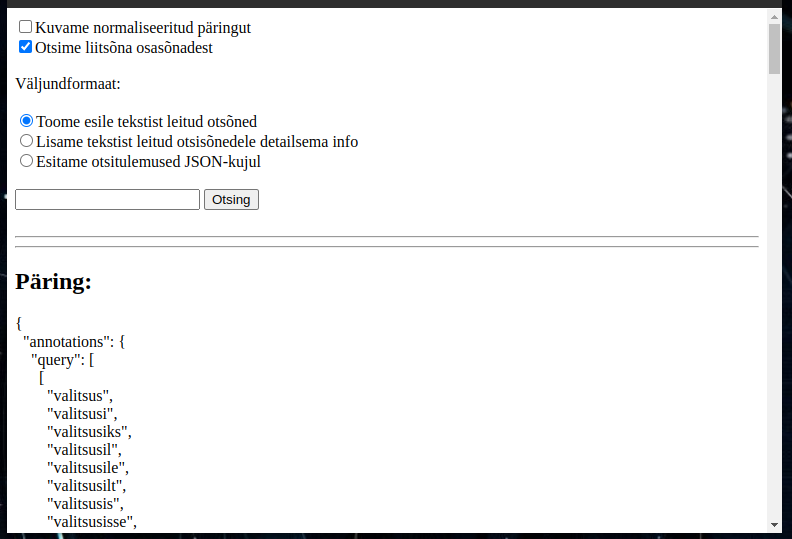 Kuvame normaliseeritud päringut
Otsime liitsõna osasõnadest
Väljundformaat:
Toome esile tekstist leitud otsõned
Lisame tekstist leitud otsisõnedele detailsema info
Esitame otsitulemused JSON-kujul
Otsing
Päring:
{
"annotations": {
"query": [
[
"valitsus",
"valitsusi",
"valitsusiks",
"valitsusil",
"valitsusile",
"valitsusilt",
"valitsusis",
"valitsusisse",